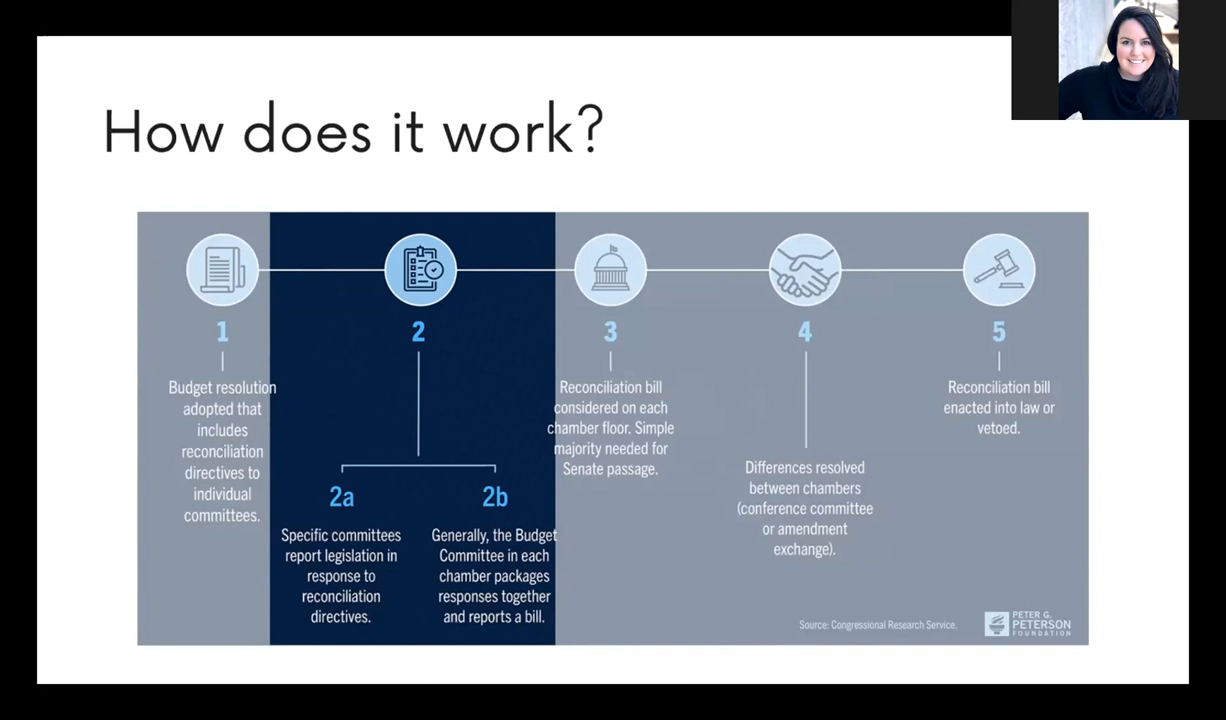 How does it work?
1
Budget resolution
adopted that
includes
reconciliation
directives to
individual
committees.
2
2a
Specific committees
report legislation in
response to
reconciliation
directives.
2b
Generally, the Budget
Committee in each
chamber packages
responses together
and reports a bill.
3
Reconciliation bill
considered on each
chamber floor. Simple
majority needed for
Senate passage.
4
Differences resolved
between chambers
(conference committee
or amendment
exchange).
5
Reconciliation bill
enacted into law or
vetoed.
Source: Congressional Research Service.
PETER G.
PETERSON
FOUNDATION